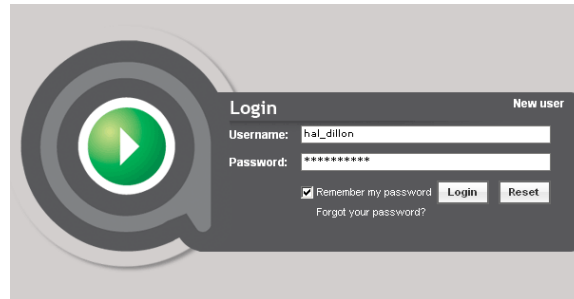 Login
New user
Username: hal_dillon
Password: **********
Remember my password Login Reset
Forgot your password?